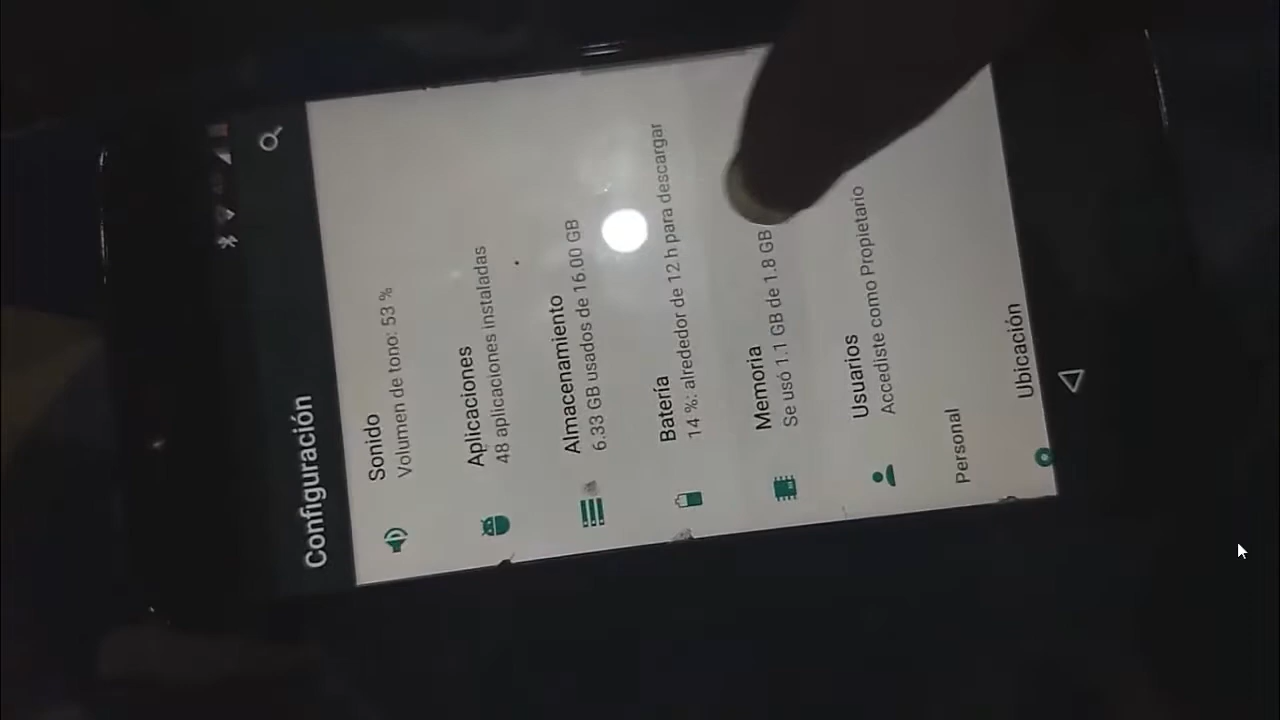 Configuración
Sonido
Volumen de tono: 53 %
Aplicaciones
48 aplicaciones instaladas
Almacenamiento
6.33 GB usados de 16.00 GB
Batería
14 %: alrededor de 12 h para descargar
Memoria
Se usó 1.1 GB de 1.8 GB
Usuarios
Accediste como Propietario
Personal
Ubicación